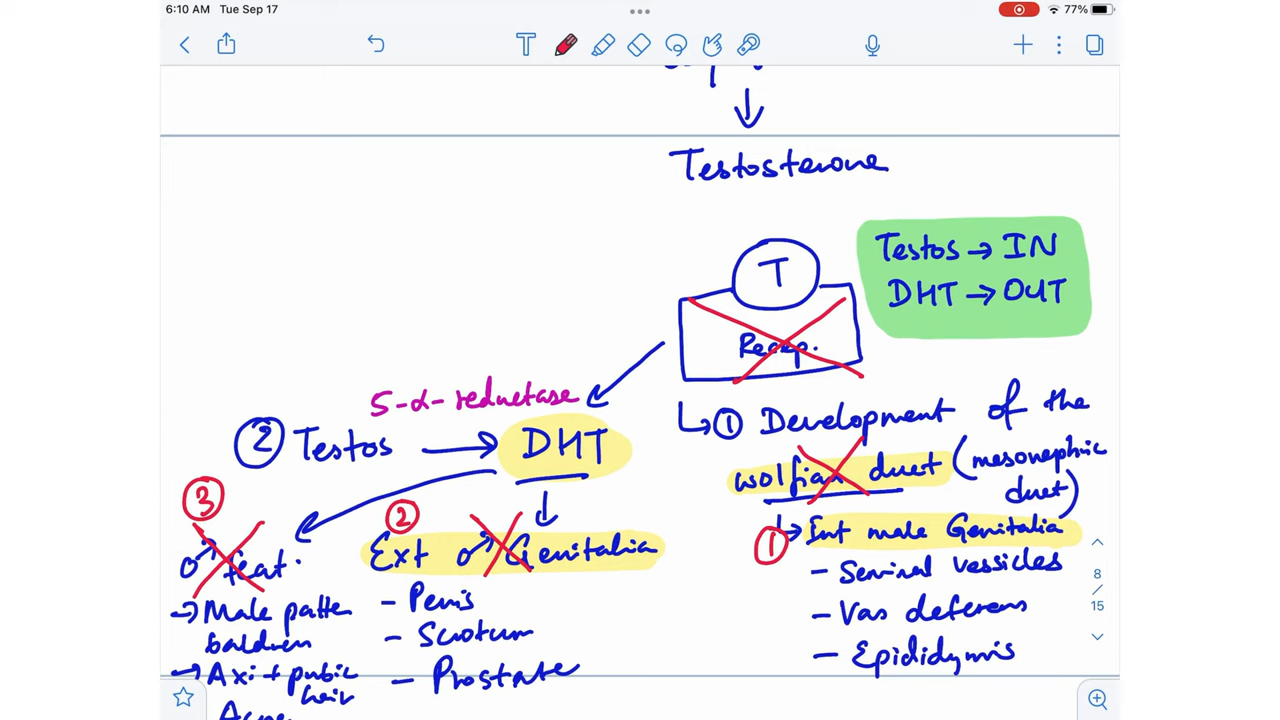 6:10 AM Tue Sep 17
77%
T
Testosterone
T
Recep.
Testos → IN
DHT → OUT
5-α-reductase
② Testos → DHT
① Development of the
wolfian duct (mesonephric
duct)
① Int male Genitalia
- Seminal vessicles
- Vas deferens
- Epididymis
③
♂ feat.
→ Male patten
baldness
→ Axi + pubic
hair
Acne
②
Ext ♂ Genitalia
- Penis
- Scrotum
- Prostate
8
/
15